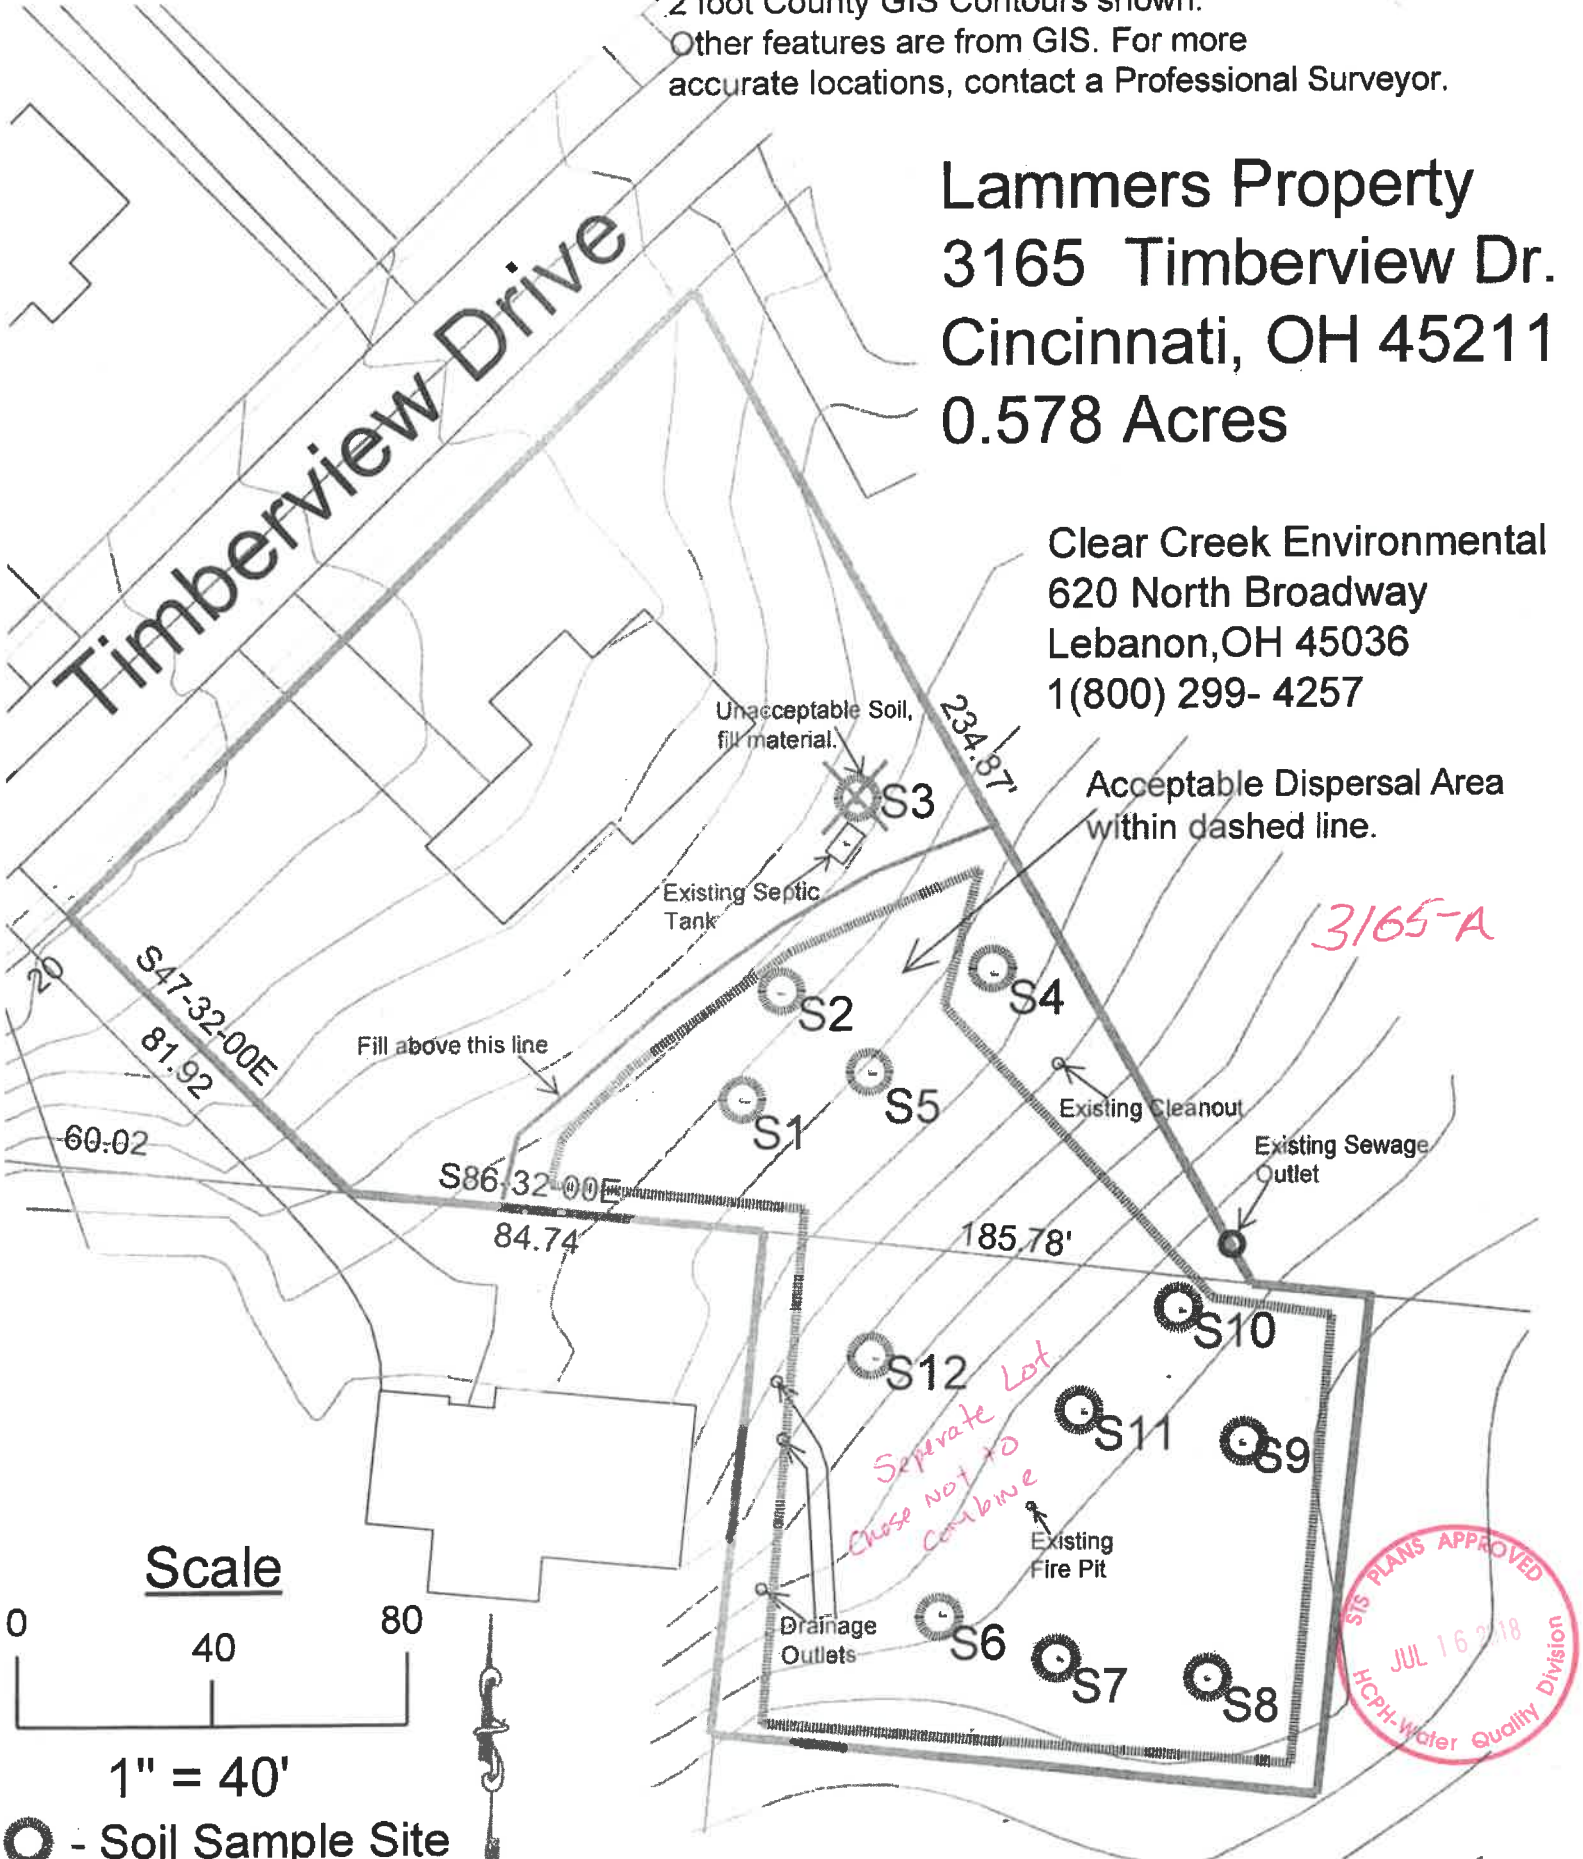 2 foot County GIS Contours shown.
Other features are from GIS. For more
accurate locations, contact a Professional Surveyor.
Lammers Property
3165 Timberview Dr.
Cincinnati, OH 45211
0.578 Acres
Timberview Drive
Clear Creek Environmental
620 North Broadway
Lebanon,OH 45036
1(800) 299- 4257
Unacceptable Soil,
fill material.
234.87'
S3
Acceptable Dispersal Area
within dashed line.
Existing Septic
Tank
3165-A
20
S47-32-00E
81.92
S2
S4
Fill above this line
S5
S1
Existing Cleanout
60.02
Existing Sewage
Outlet
S86-32-00E
84.74
185.78'
S10
S12
S11
S9
Seperate Lot
chose not to
combine
Existing
Fire Pit
Drainage
Outlets
S6
S7
S8
STS PLANS APPROVED
JUL 16 2018
HCPH-Water Quality Division
Scale
0
40
80
1" = 40'
- Soil Sample Site